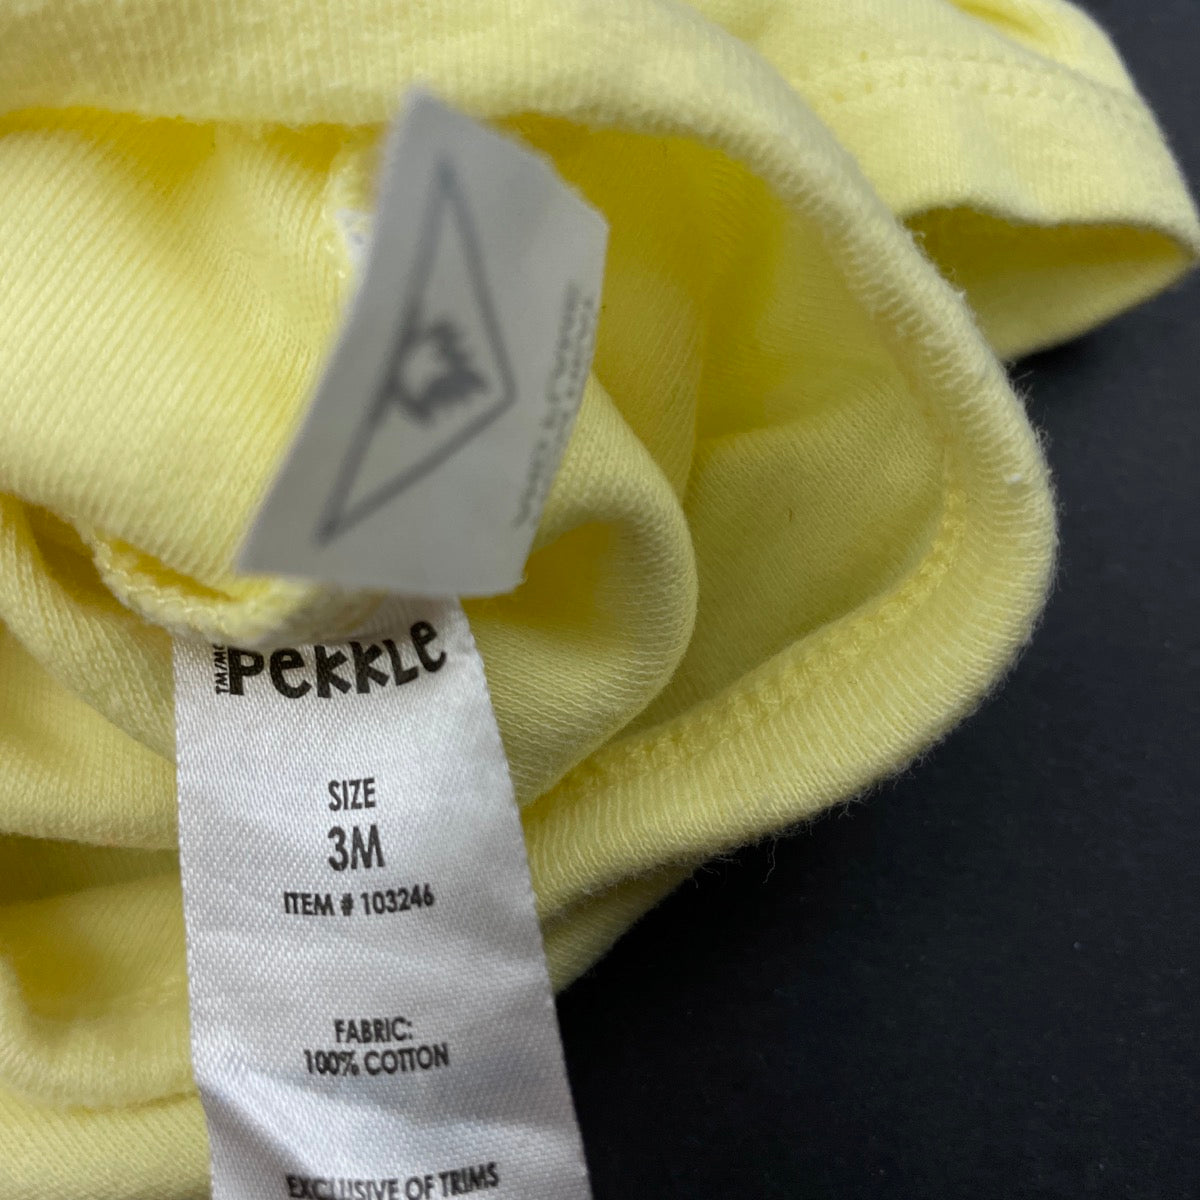 TM/MC
PEKKLE
SIZE
3M
ITEM # 103246
FABRIC:
100% COTTON
EXCLUSIVE OF TRIMS